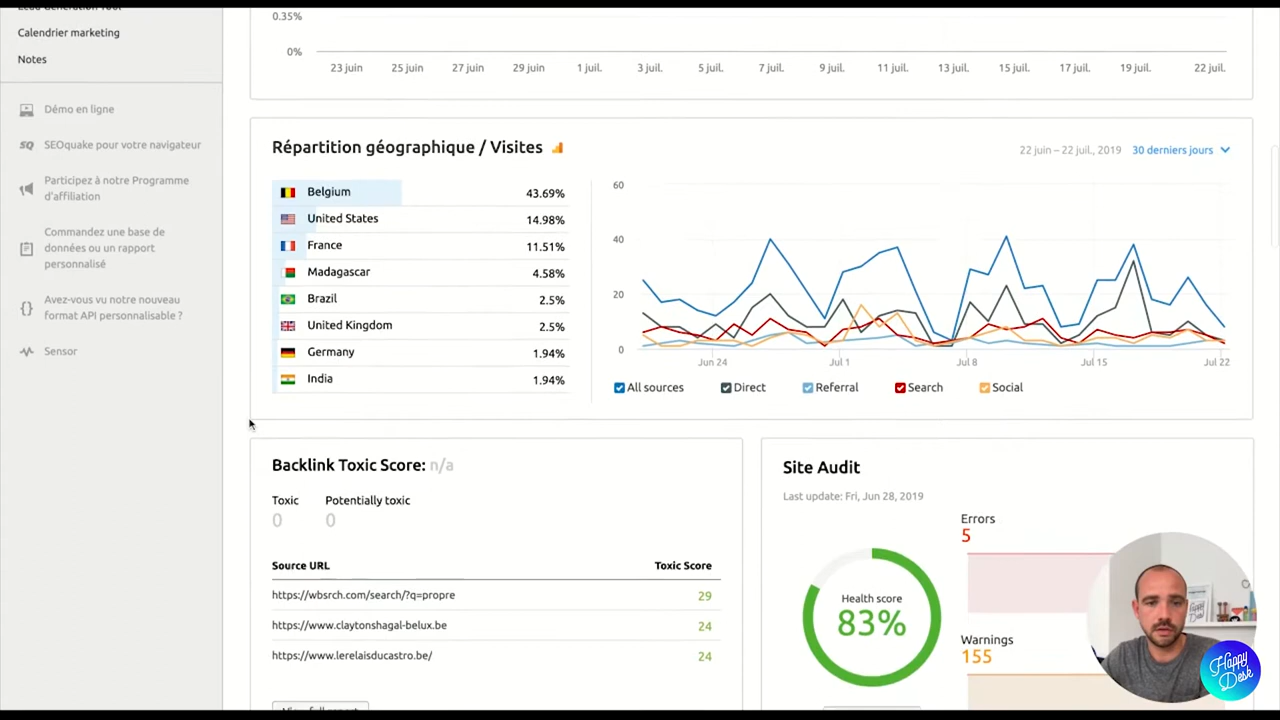 Lead Generation Tool
Calendrier marketing
Notes
Démo en ligne
SEOquake pour votre navigateur
Participez à notre Programme
d'affiliation
Commandez une base de
données ou un rapport
personnalisé
Avez-vous vu notre nouveau
format API personnalisable ?
Sensor
0.35%
0%
23 juin 25 juin 27 juin 29 juin 1 juil. 3 juil. 5 juil. 7 juil. 9 juil. 11 juil. 13 juil. 15 juil. 17 juil. 19 juil. 22 juil.
Répartition géographique / Visites
22 juin – 22 juil., 2019 30 derniers jours
Belgium 43.69%
United States 14.98%
France 11.51%
Madagascar 4.58%
Brazil 2.5%
United Kingdom 2.5%
Germany 1.94%
India 1.94%
60
40
20
0
Jun 24 Jul 1 Jul 8 Jul 15 Jul 22
All sources Direct Referral Search Social
Backlink Toxic Score: n/a
Toxic Potentially toxic
0 0
Source URL Toxic Score
https://wbsrch.com/search/?q=propre 29
https://www.claytonshagal-belux.be 24
https://www.lerelaisducastro.be/ 24
View full report
Site Audit
Last update: Fri, Jun 28, 2019
Health score
83%
Errors
5
Warnings
155
Happy
Desk